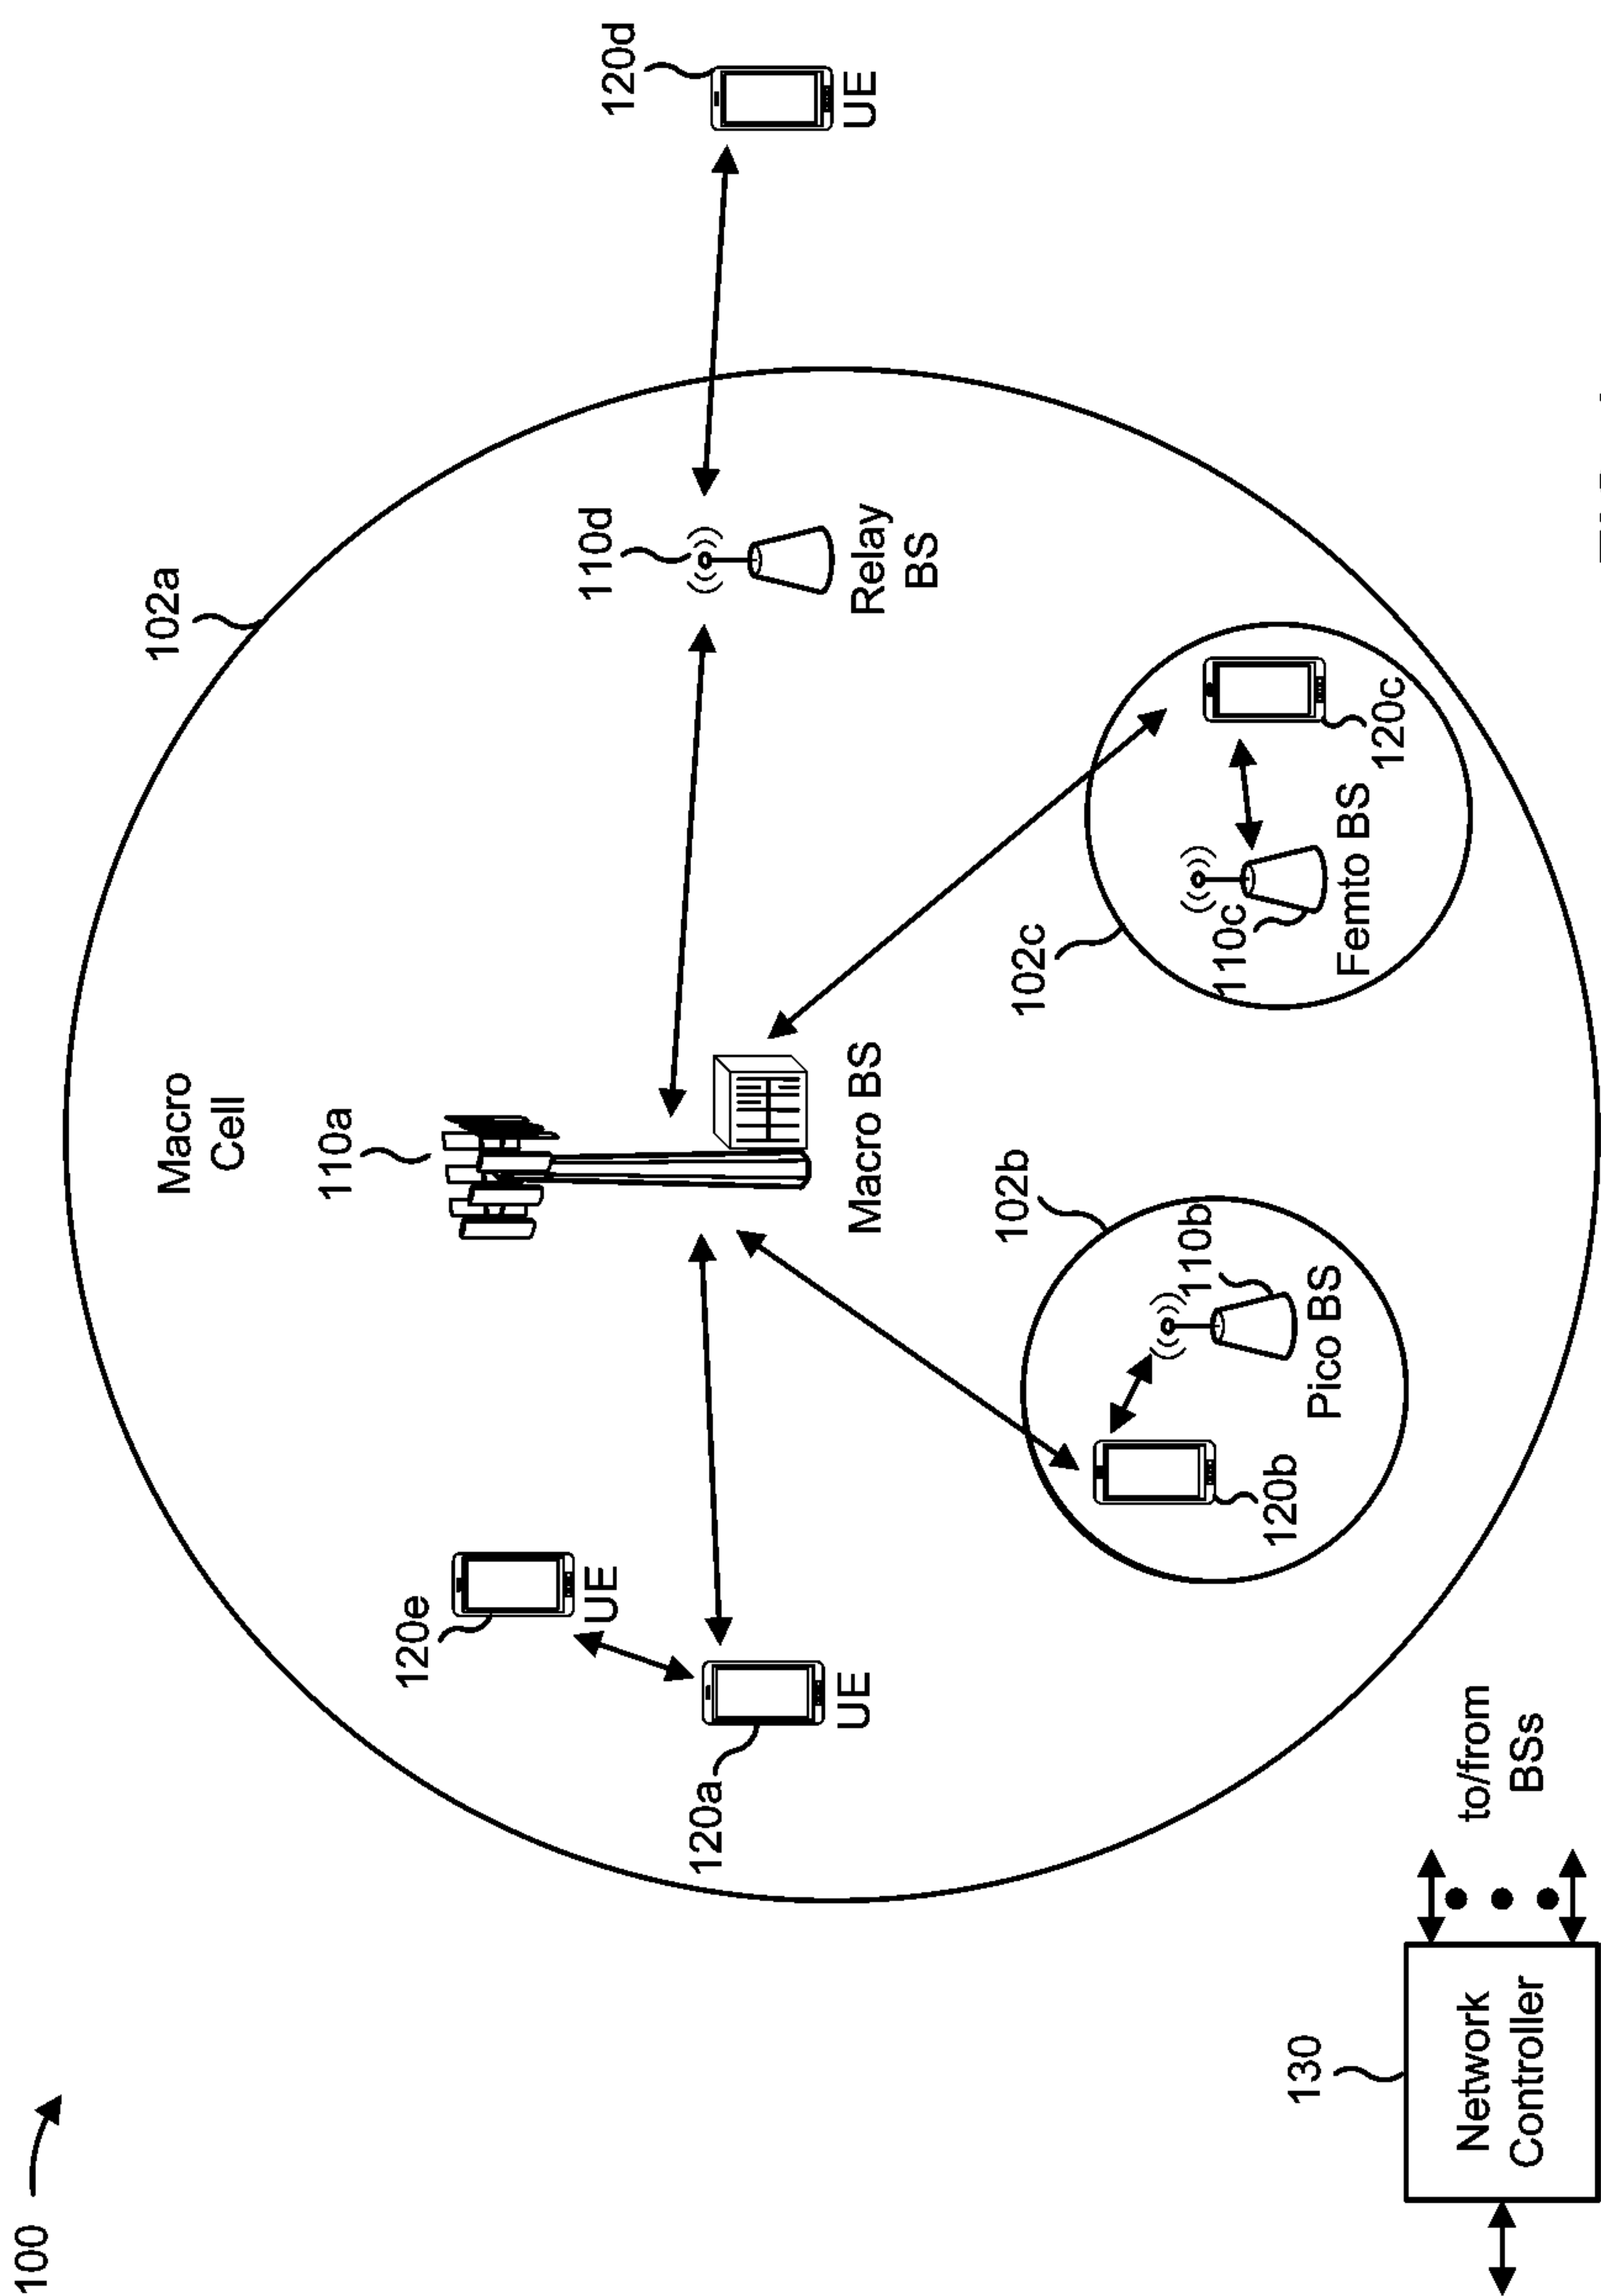 100
102a
Macro
Cell
110a
120d
UE
110d
Relay
BS
120e
UE
120a
UE
Macro BS
102b
110b
Pico BS
120b
102c
110c
Femto BS
120c
130
Network
Controller
to/from
BSs